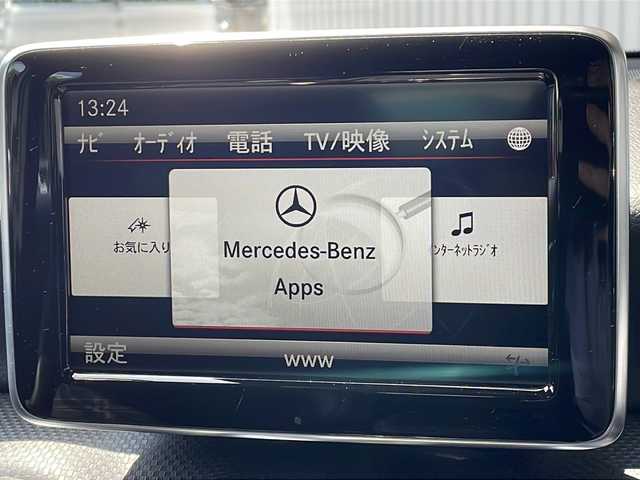 13:24
ナビ オーディオ 電話 TV/映像 システム
お気に入り
Mercedes-Benz
Apps
ンターネットラジオ
設定 www